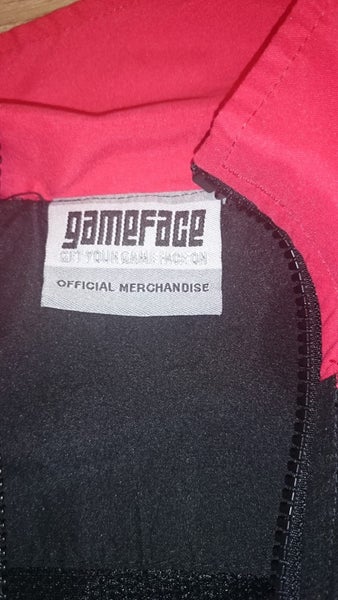 gameface
GET YOUR GAME FACE ON
OFFICIAL MERCHANDISE